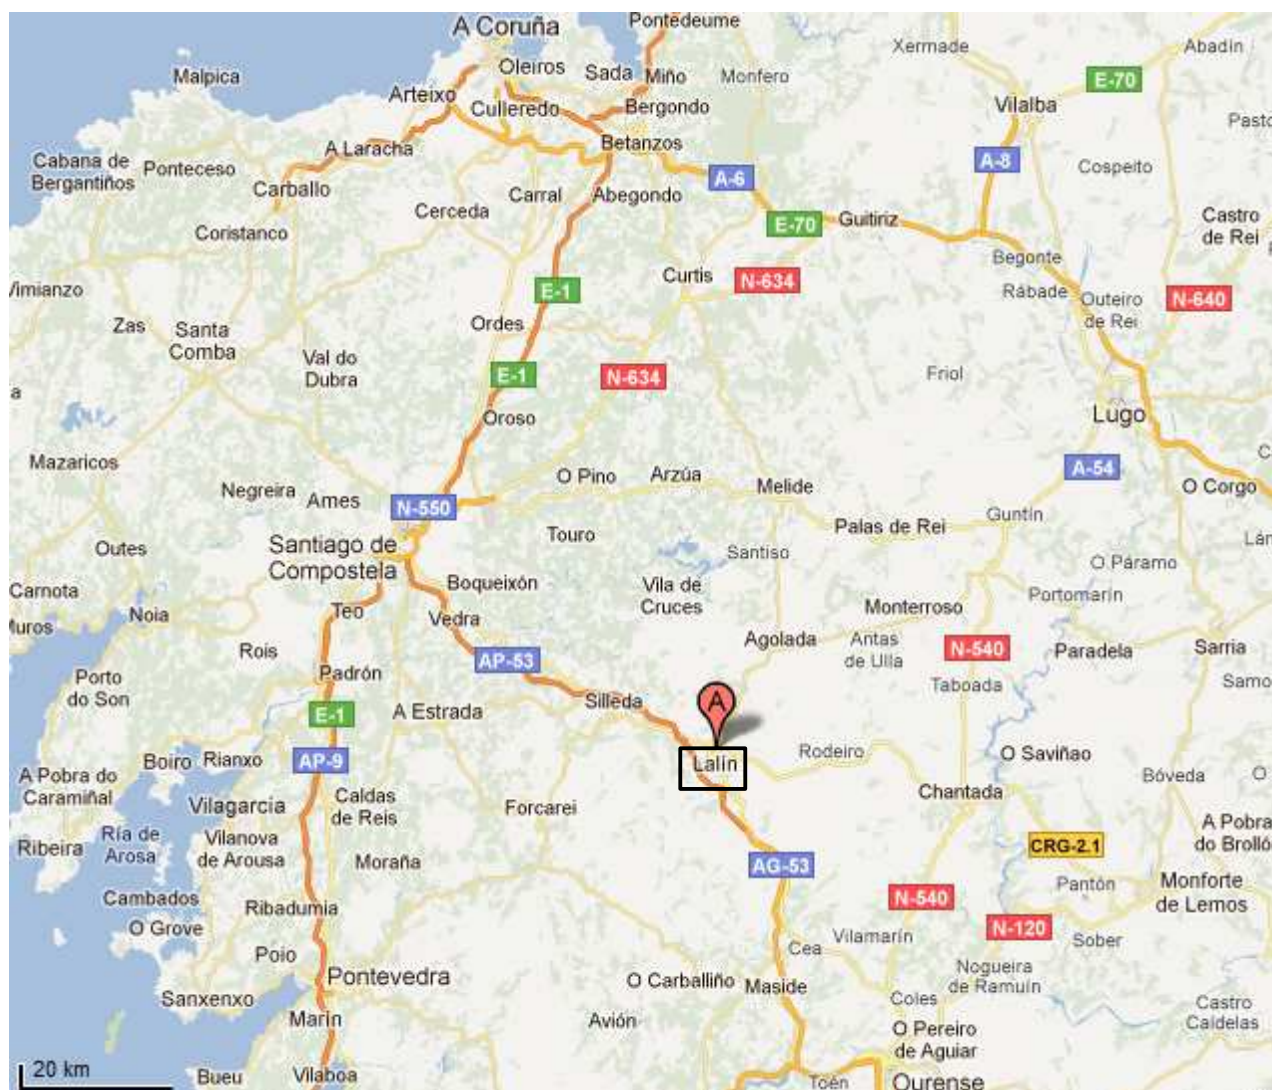 A Coruña
Pontedeume
Xermade
Abadín
Malpica
Oleiros
Sada
Miño
Monfero
E-70
Arteixo
Culleredo
Bergondo
Vilalba
A Laracha
Betanzos
Cabana de
Bergantiños
Ponteceso
Carballo
A-6
A-8
Cospeito
Cerceda
Carral
Abegondo
Coristanco
E-70
Guitiriz
Castro
de Rei
Begonte
Vimianzo
E-1
Curtis
N-634
Rábade
Outeiro
de Rei
N-640
Zas
Santa
Comba
Ordes
Val do
Dubra
E-1
N-634
Friol
Oroso
Lugo
Mazaricos
Negreira
Ames
N-550
O Pino
Arzúa
Melide
A-54
O Corgo
Outes
Santiago de
Compostela
Touro
Palas de Rei
Guntín
Santiso
O Páramo
Carnota
Noia
Teo
Boqueixón
Vila de
Cruces
Monterroso
Portomarín
Vedra
Agolada
Antas
de Ulla
N-540
Paradela
Sarria
Rois
AP-53
Porto
do Son
Padrón
Silleda
A
Taboada
E-1
A Estrada
Boiro
Rianxo
AP-9
Lalín
Rodeiro
O Saviñao
A Pobra do
Caramiñal
Vilagarcia
Caldas
de Reis
Forcarei
Chantada
Bóveda
Ribeira
Ría de
Arosa
Vilanova
de Arousa
Moraña
AG-53
CRG-2.1
A Pobra
do Brolló
Cambados
Ribadumia
N-540
Pantón
Monforte
de Lemos
O Grove
Poio
Cea
Vilamarín
N-120
Sober
Pontevedra
O Carballiño
Maside
Nogueira
de Ramuín
Sanxenxo
Marín
Avión
Coles
Castro
Caldelas
O Pereiro
de Aguiar
20 km
Bueu
Vilaboa
Toén
Ourense